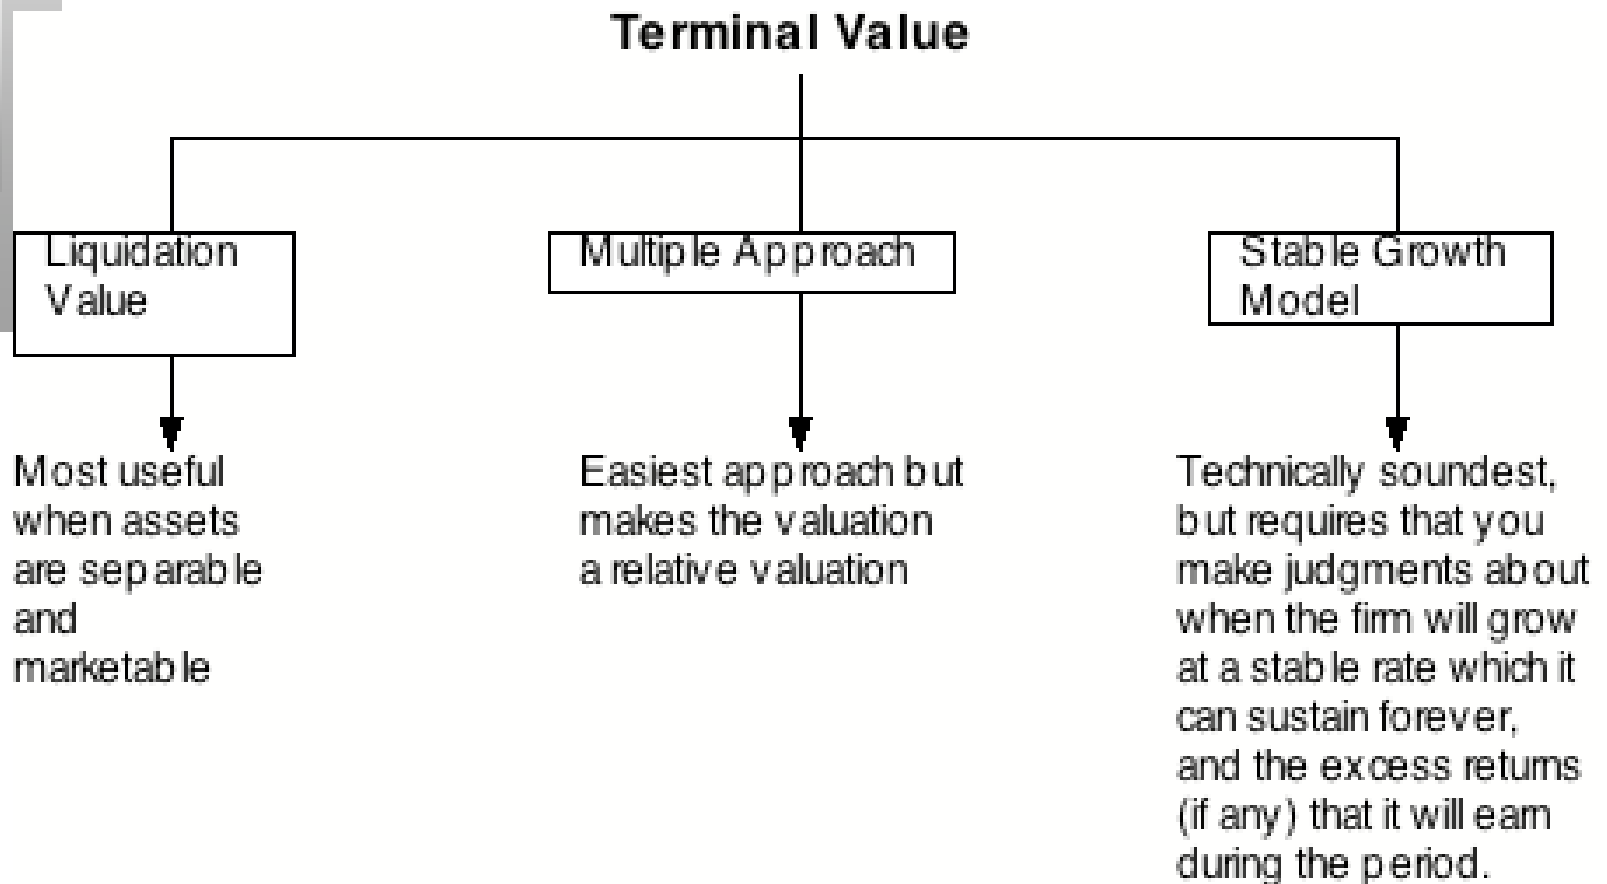 Terminal Value
Liquidation
Value
Multiple Approach
Stable Growth
Model
Most useful
when assets
are separable
and
marketable
Easiest approach but
makes the valuation
a relative valuation
Technically soundest,
but requires that you
make judgments about
when the firm will grow
at a stable rate which it
can sustain forever,
and the excess returns
(if any) that it will earn
during the period.